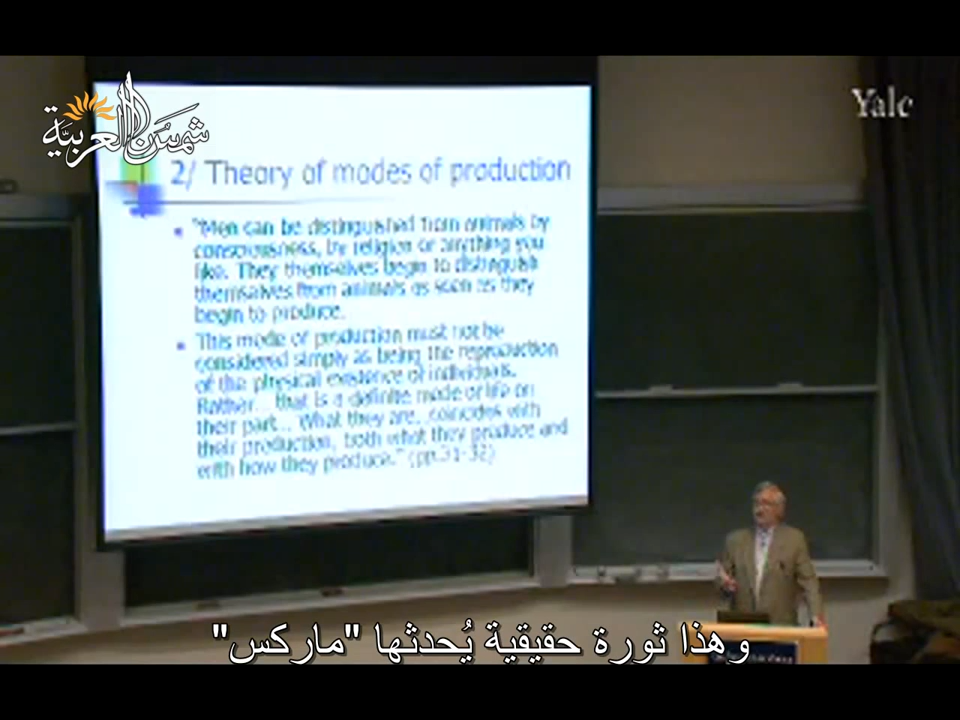 شمس العربية
Yale
2/ Theory of modes of production
"Men can be distinguished from animals by
consciousness, by religion or anything you
like. They themselves begin to distinguish
themselves from animals as soon as they
begin to produce.
This mode of production must not be
considered simply as being the reproduction
of the physical existence of individuals.
Rather... that is a definite mode of life on
their part... What they are...coincides with
their production, both what they produce and
with how they produce." (pp.31-32)
وهذا ثورة حقيقية يُحدثها "ماركس"